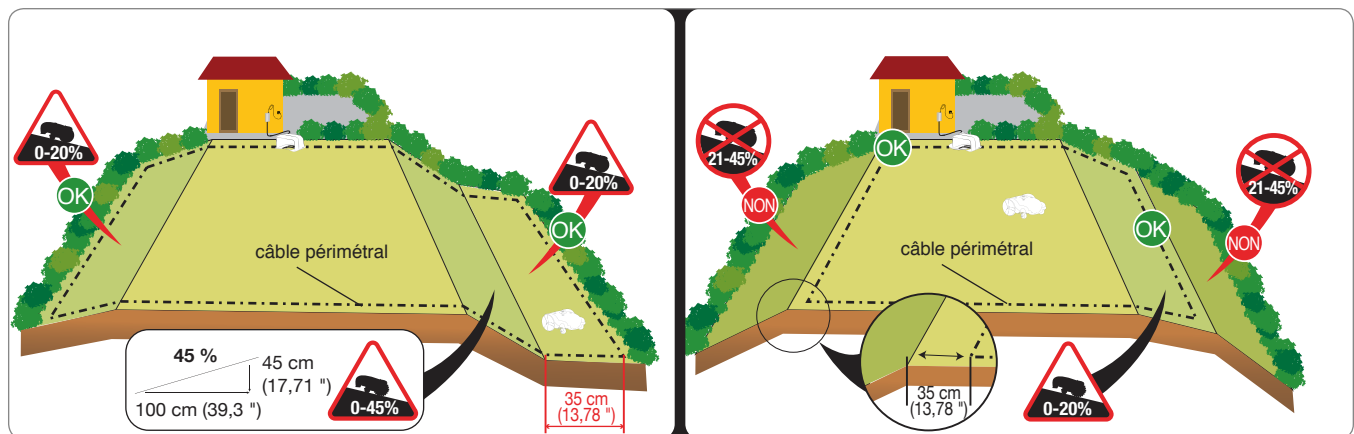 0-20%
OK
0-20%
OK
câble périmétral
45 %
45 cm
(17,71 ")
100 cm (39,3 ")
0-45%
35 cm
(13,78 ")
21-45%
NON
OK
21-45%
NON
OK
câble périmétral
35 cm
(13,78 ")
0-20%